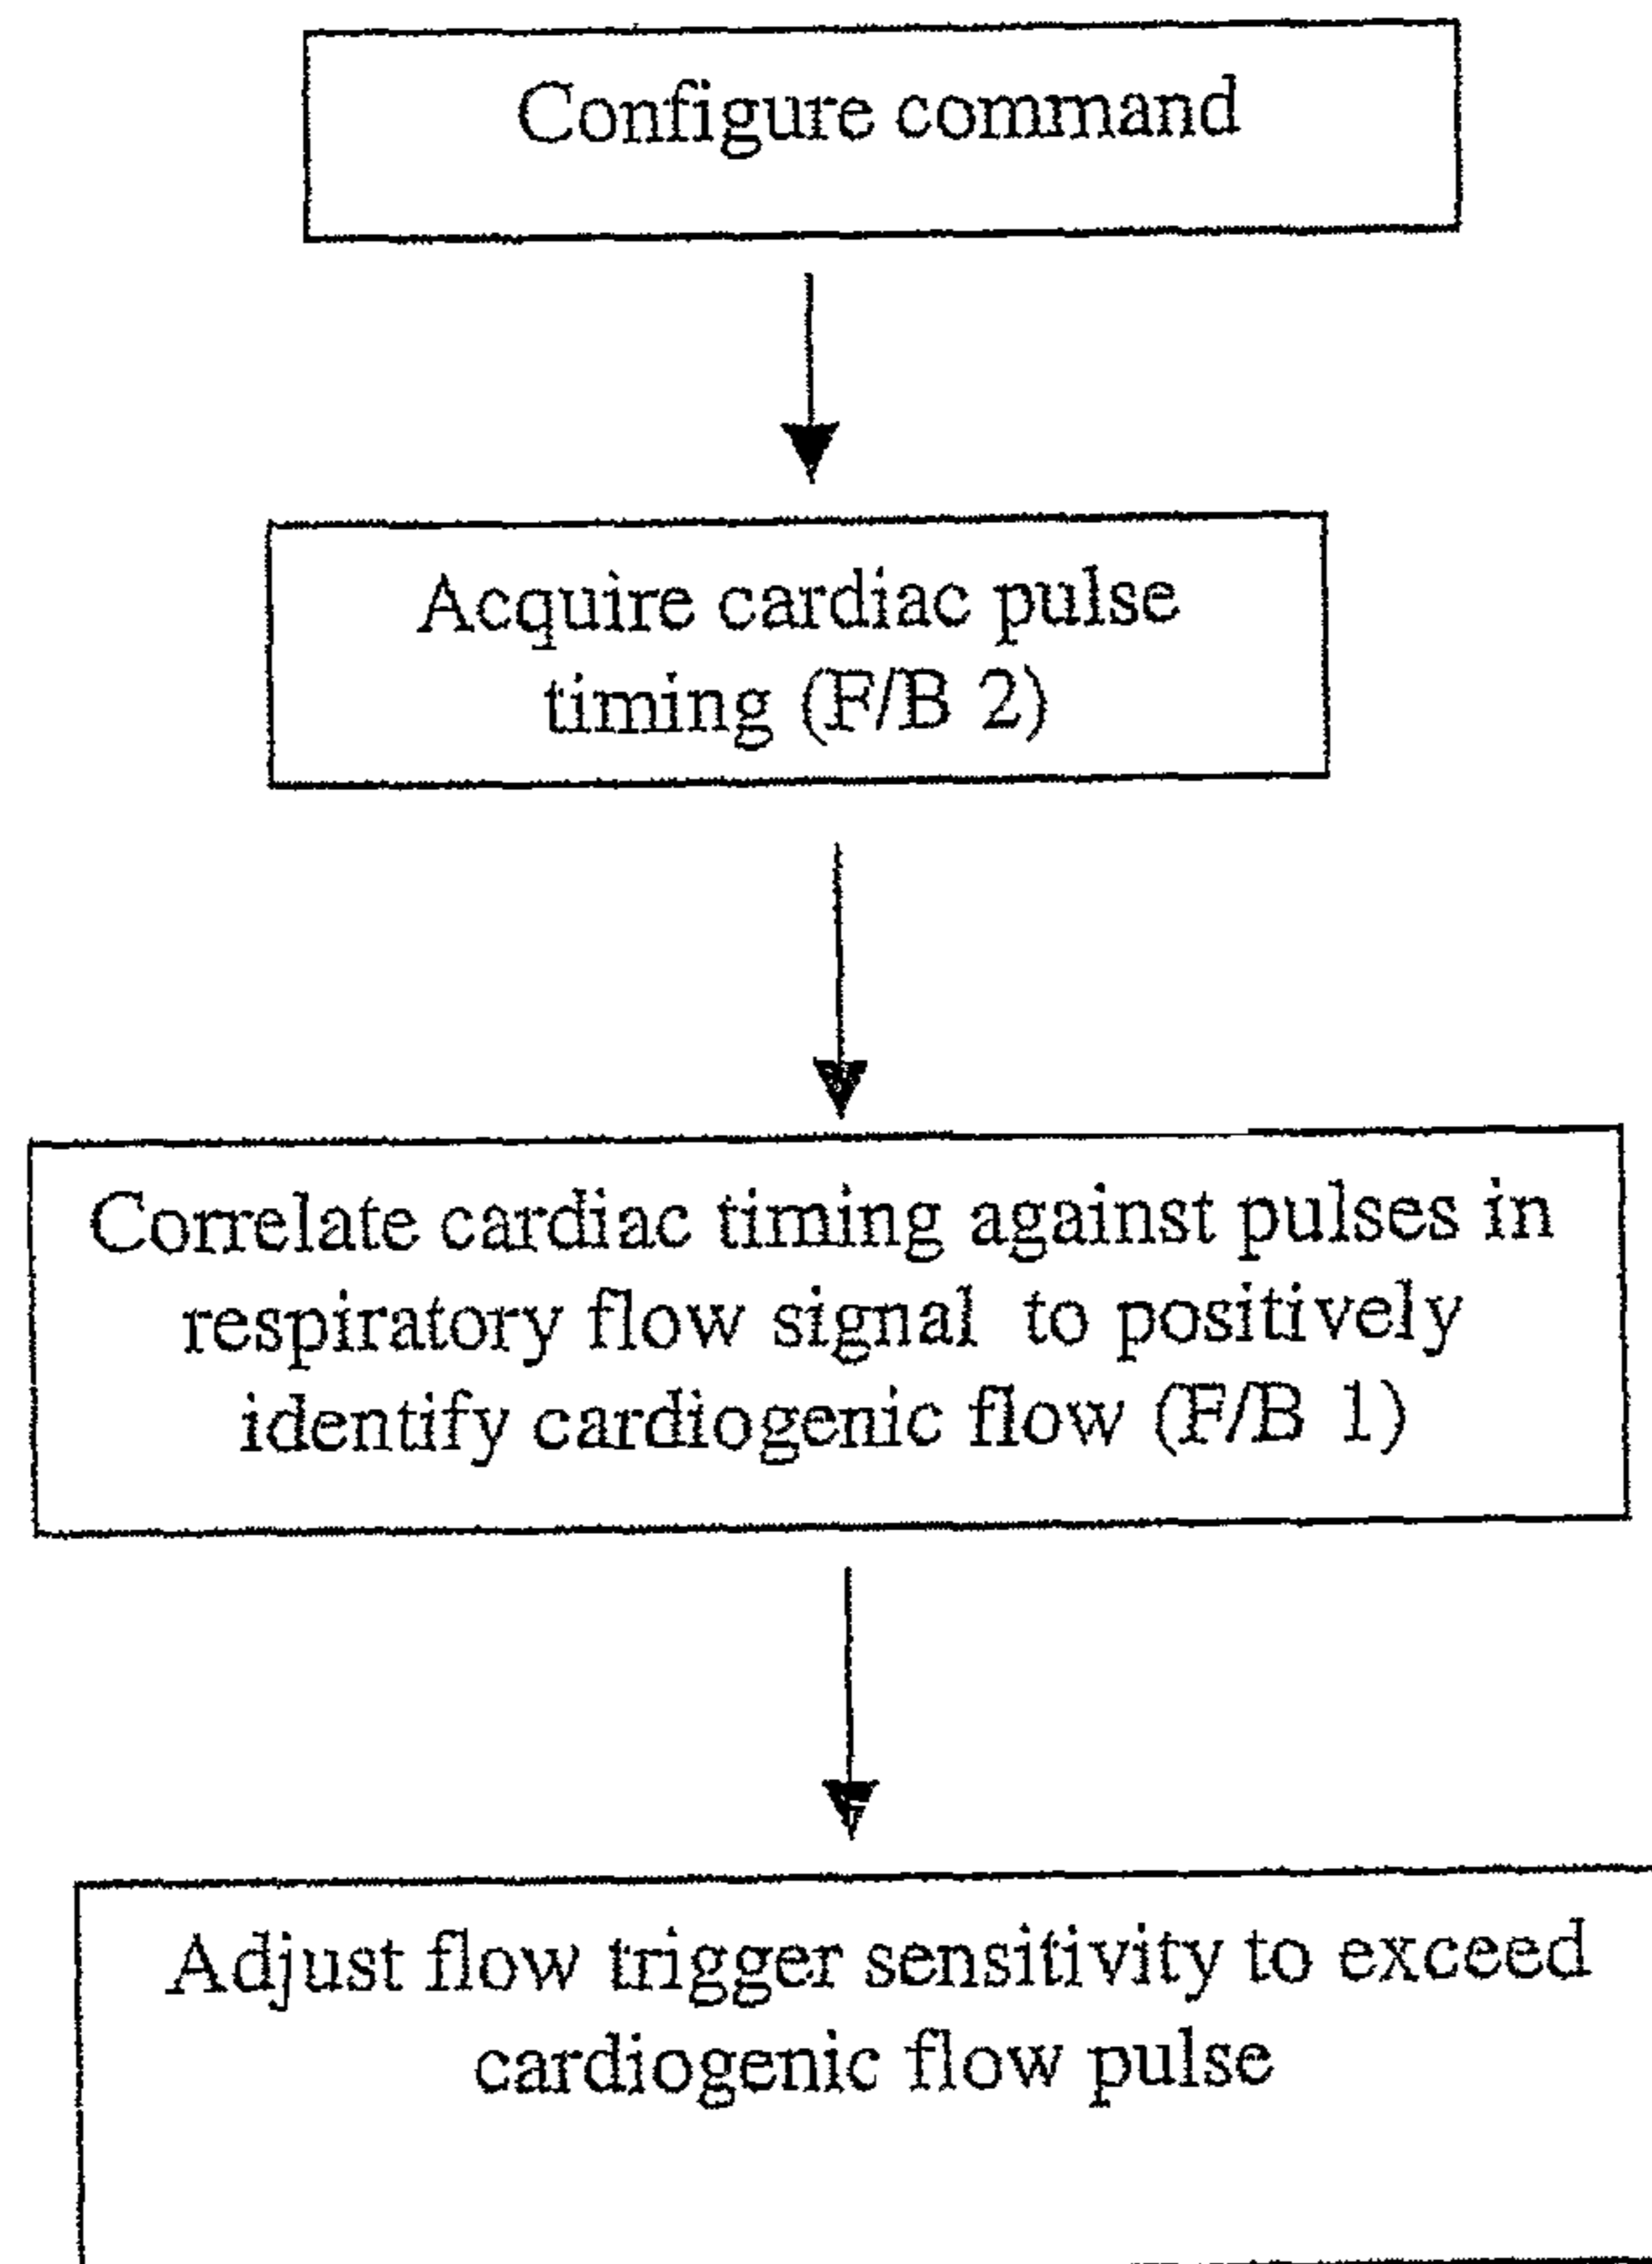 Configure command
Acquire cardiac pulse
timing (F/B 2)
Correlate cardiac timing against pulses in
respiratory flow signal to positively
identify cardiogenic flow (F/B 1)
Adjust flow trigger sensitivity to exceed
cardiogenic flow pulse